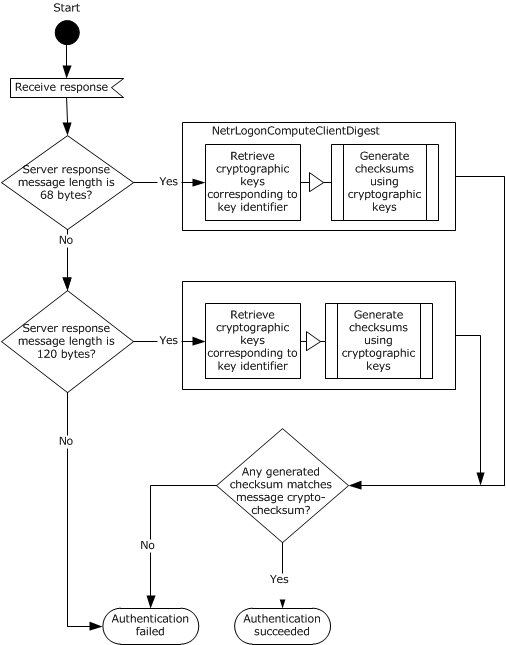 Start
Receive response
NetrLogonComputeClientDigest
Server response
message length is
68 bytes?
Yes
Retrieve
cryptographic
keys
corresponding to
key identifier
Generate
checksums
using
cryptographic
keys
No
Server response
message length is
120 bytes?
Yes
Retrieve
cryptographic
keys
corresponding to
key identifier
Generate
checksums
using
cryptographic
keys
No
Any generated
checksum matches
message crypto-
checksum?
No
Yes
Authentication
failed
Authentication
succeeded